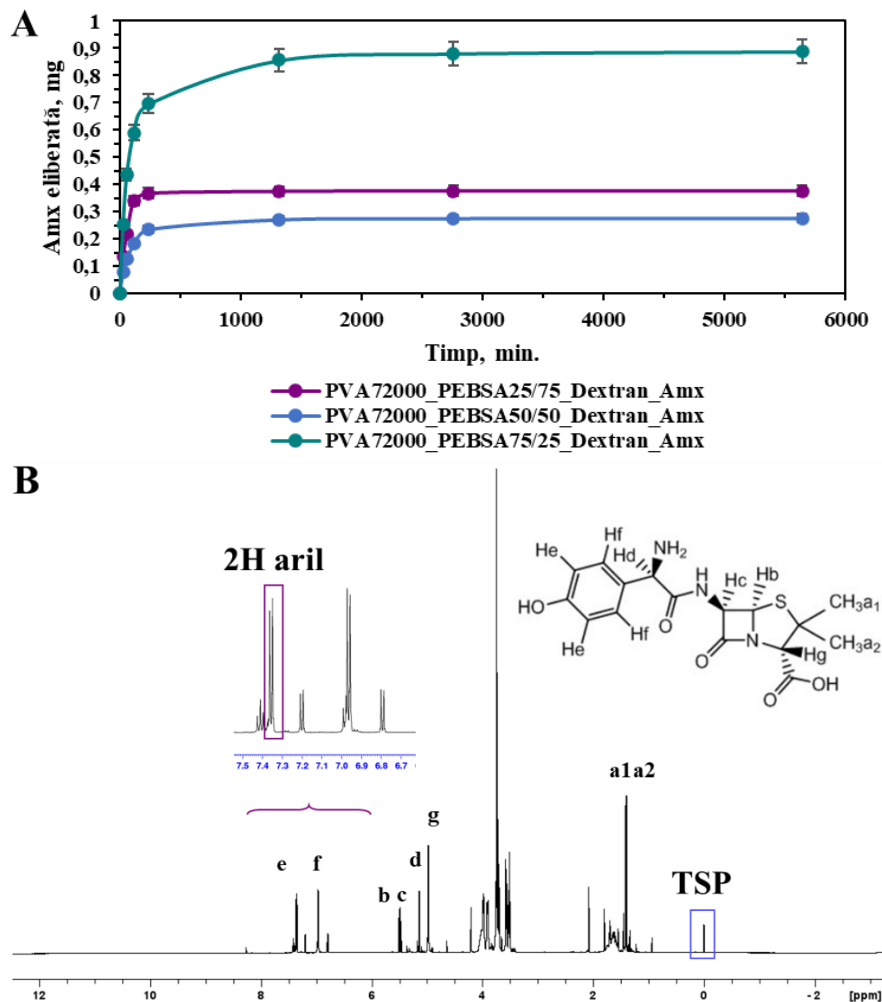 A
1
0,9
0,8
0,7
0,6
0,5
0,4
0,3
0,2
0,1
0
Amx eliberată, mg
0 1000 2000 3000 4000 5000 6000
Timp, min.
PVA72000_PEBSA25/75_Dextran_Amx
PVA72000_PEBSA50/50_Dextran_Amx
PVA72000_PEBSA75/25_Dextran_Amx
B
2H aril
7.5 7.4 7.3 7.2 7.1 7.0 6.9 6.8 6.7
He
Hf
Hd
NH2
HO
He
Hf
O
N
H
Hc
Hb
S
CH3a1
CH3a2
O
N
Hg
O
OH
e
f
b
c
d
g
a1a2
TSP
12 10 8 6 4 2 0 - 2 [ppm]